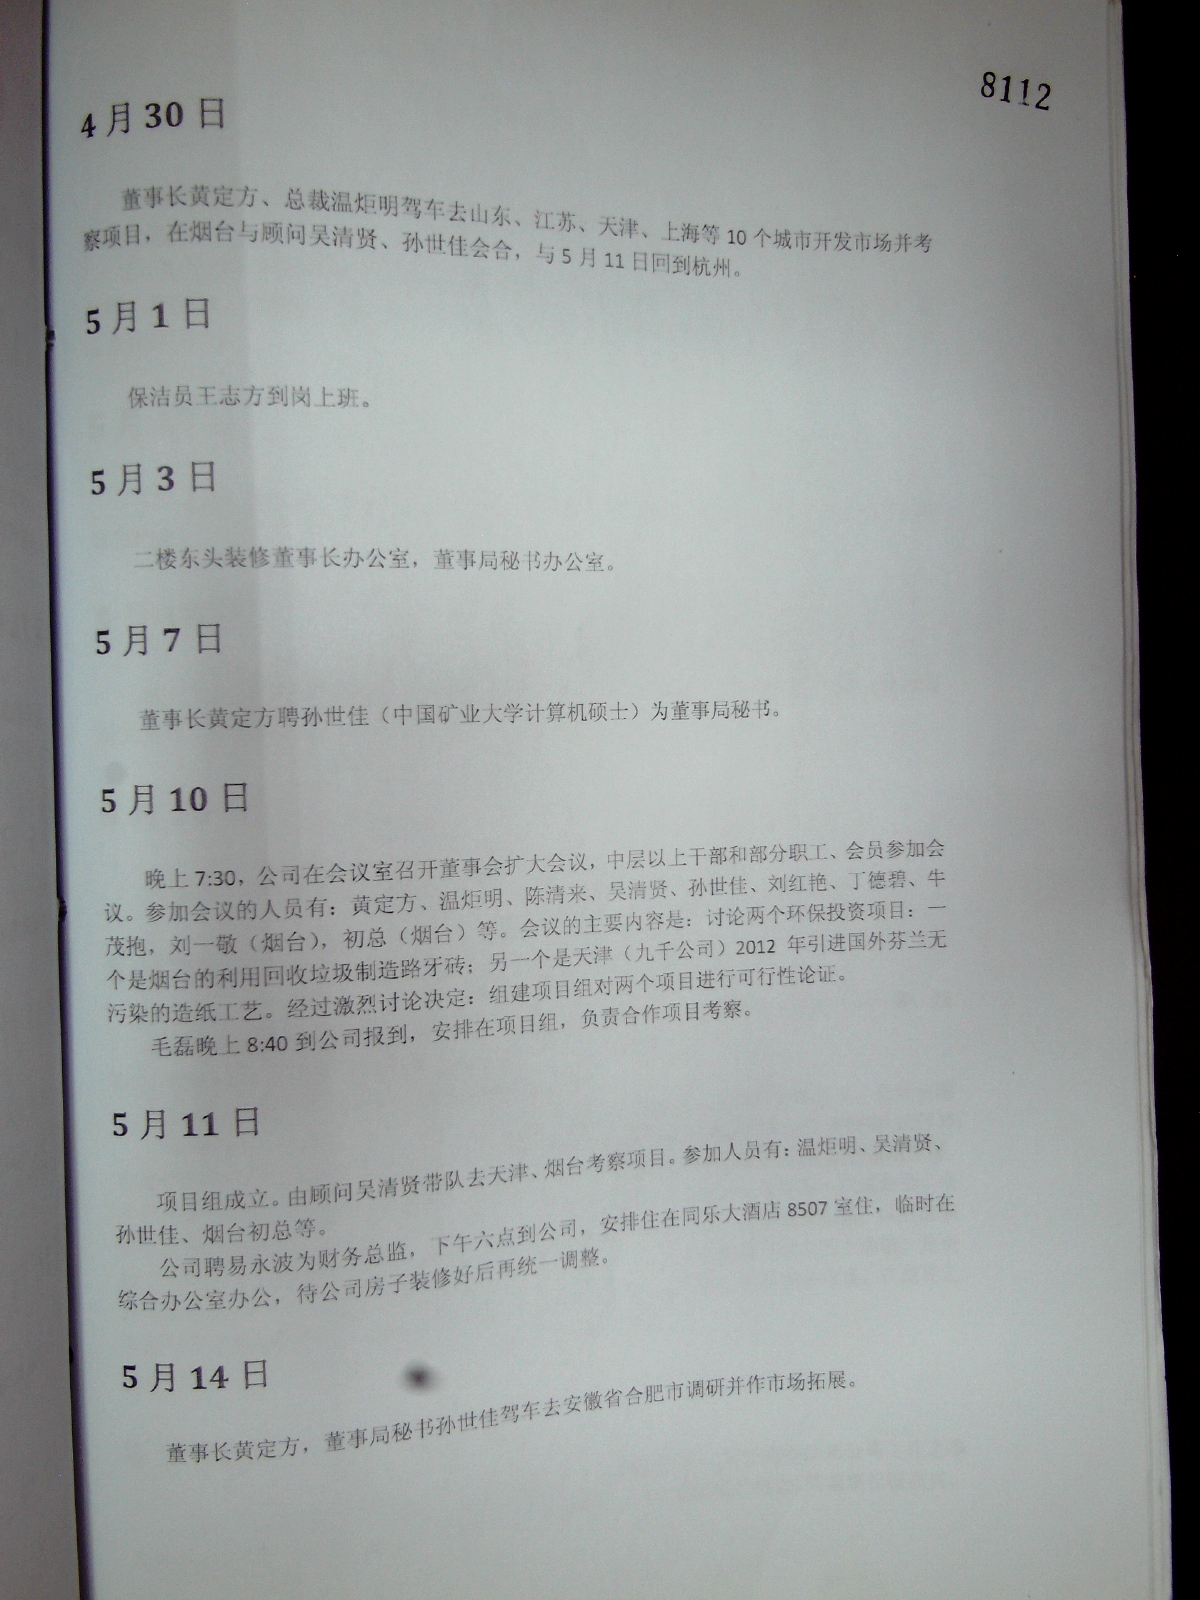 8112
4月30日
董事长黄定方、总裁温炬明驾车去山东、江苏、天津、上海等10个城市开发市场并考
察项目，在烟台与顾问吴清贤、孙世佳会合，与5月11日回到杭州。
5月1日
保洁员王志方到岗上班。
5月3日
二楼东头装修董事长办公室，董事局秘书办公室。
5月7日
董事长黄定方聘孙世佳（中国矿业大学计算机硕士）为董事局秘书。
5月10日
晚上7:30，公司在会议室召开董事会扩大会议，中层以上干部和部分职工、会员参加会
议。参加会议的人员有：黄定方、温炬明、陈清来、吴清贤、孙世佳、刘红艳、丁德碧、牛
茂抱，刘一敬（烟台），初总（烟台）等。会议的主要内容是：讨论两个环保投资项目：一
个是烟台的利用回收垃圾制造路牙砖；另一个是天津（九千公司）2012 年引进国外芬兰无
污染的造纸工艺。经过激烈讨论决定：组建项目组对两个项目进行可行性论证。
毛磊晚上8:40到公司报到，安排在项目组，负责合作项目考察。
5月11日
项目组成立。由顾问吴清贤带队去天津、烟台考察项目。参加人员有：温炬明、吴清贤、
孙世佳、烟台初总等。
公司聘易永波为财务总监，下午六点到公司，安排住在同乐大酒店8507室住，临时在
综合办公室办公，待公司房子装修好后再统一调整。
5月14日
董事长黄定方，董事局秘书孙世佳驾车去安徽省合肥市调研并作市场拓展。